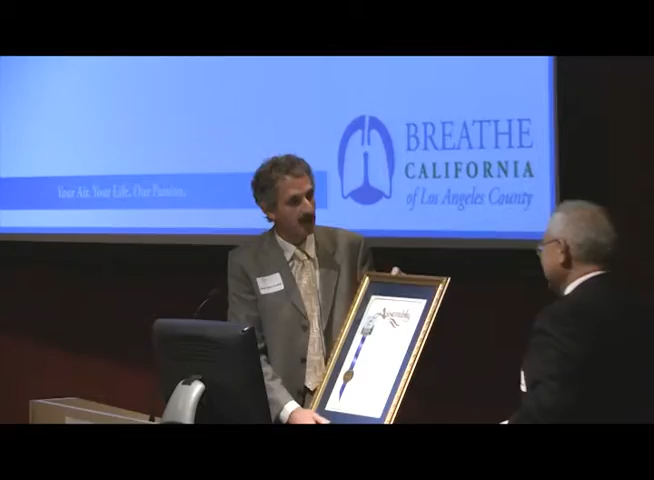 BREATHE
CALIFORNIA
of Los Angeles County
Your Air. Your Life. Our Passion.
Assembly